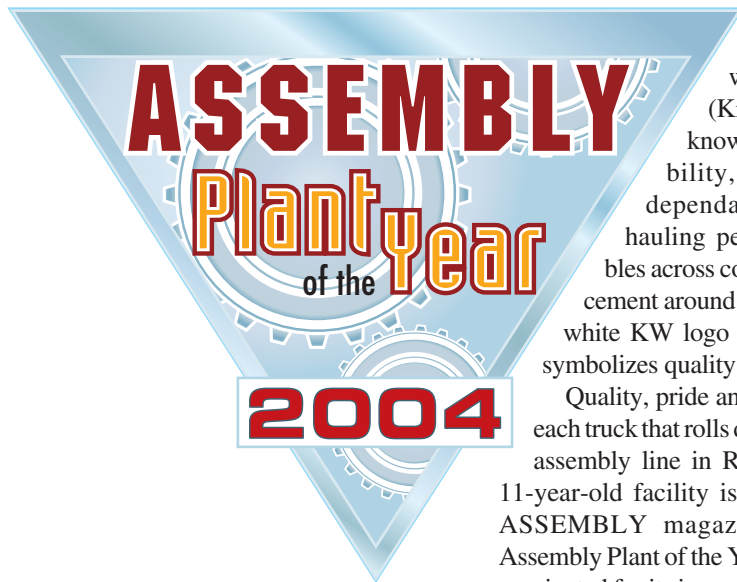 ASSEMBLY
Plant
of the Year
2004
(K
know
bility,
dependa
hauling pe
bles across co
cement around
white KW logo
symbolizes quality
Quality, pride an
each truck that rolls
assembly line in R
11-year-old facility is
ASSEMBLY magaz
Assembly Plant of the Y